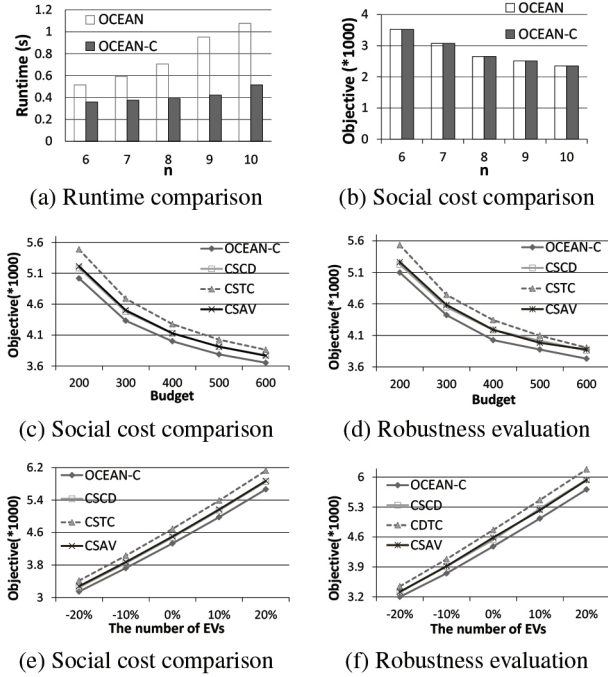 1.2
1
0.8
0.6
0.4
0.2
0
Runtime (s)
OCEAN
OCEAN-C
6 7 8 9 10
n
(a) Runtime comparison
4
3
2
1
0
Objective (*1000)
OCEAN
OCEAN-C
6 7 8 9 10
n
(b) Social cost comparison
5.6
5.1
4.6
4.1
3.6
Objective(*1000)
OCEAN-C
CSCD
CSTC
CSAV
200 300 400 500 600
Budget
(c) Social cost comparison
5.6
5.1
4.6
4.1
3.6
Objective(*1000)
OCEAN-C
CSCD
CSTC
CSAV
200 300 400 500 600
Budget
(d) Robustness evaluation
6.2
5.4
4.6
3.8
3
Objective(*1000)
OCEAN-C
CSCD
CSTC
CSAV
-20% -10% 0% 10% 20%
The number of EVs
(e) Social cost comparison
6
5.3
4.6
3.9
3.2
Objective(*1000)
OCEAN-C
CSCD
CDTC
CSAV
-20% -10% 0% 10% 20%
The number of EVs
(f) Robustness evaluation